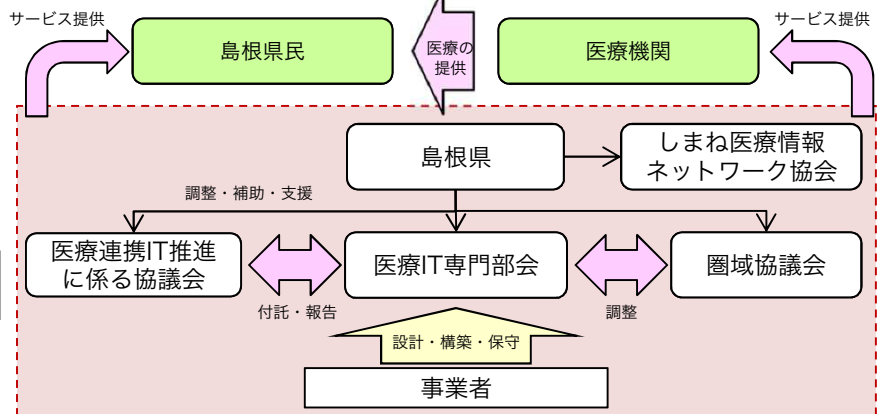 サービス提供
サービス提供
島根県民
医療の
提供
医療機関
島根県
しまね医療情報
ネットワーク協会
調整・補助・支援
医療連携IT推進
に係る協議会
医療IT専門部会
圏域協議会
付託・報告
調整
設計・構築・保守
事業者